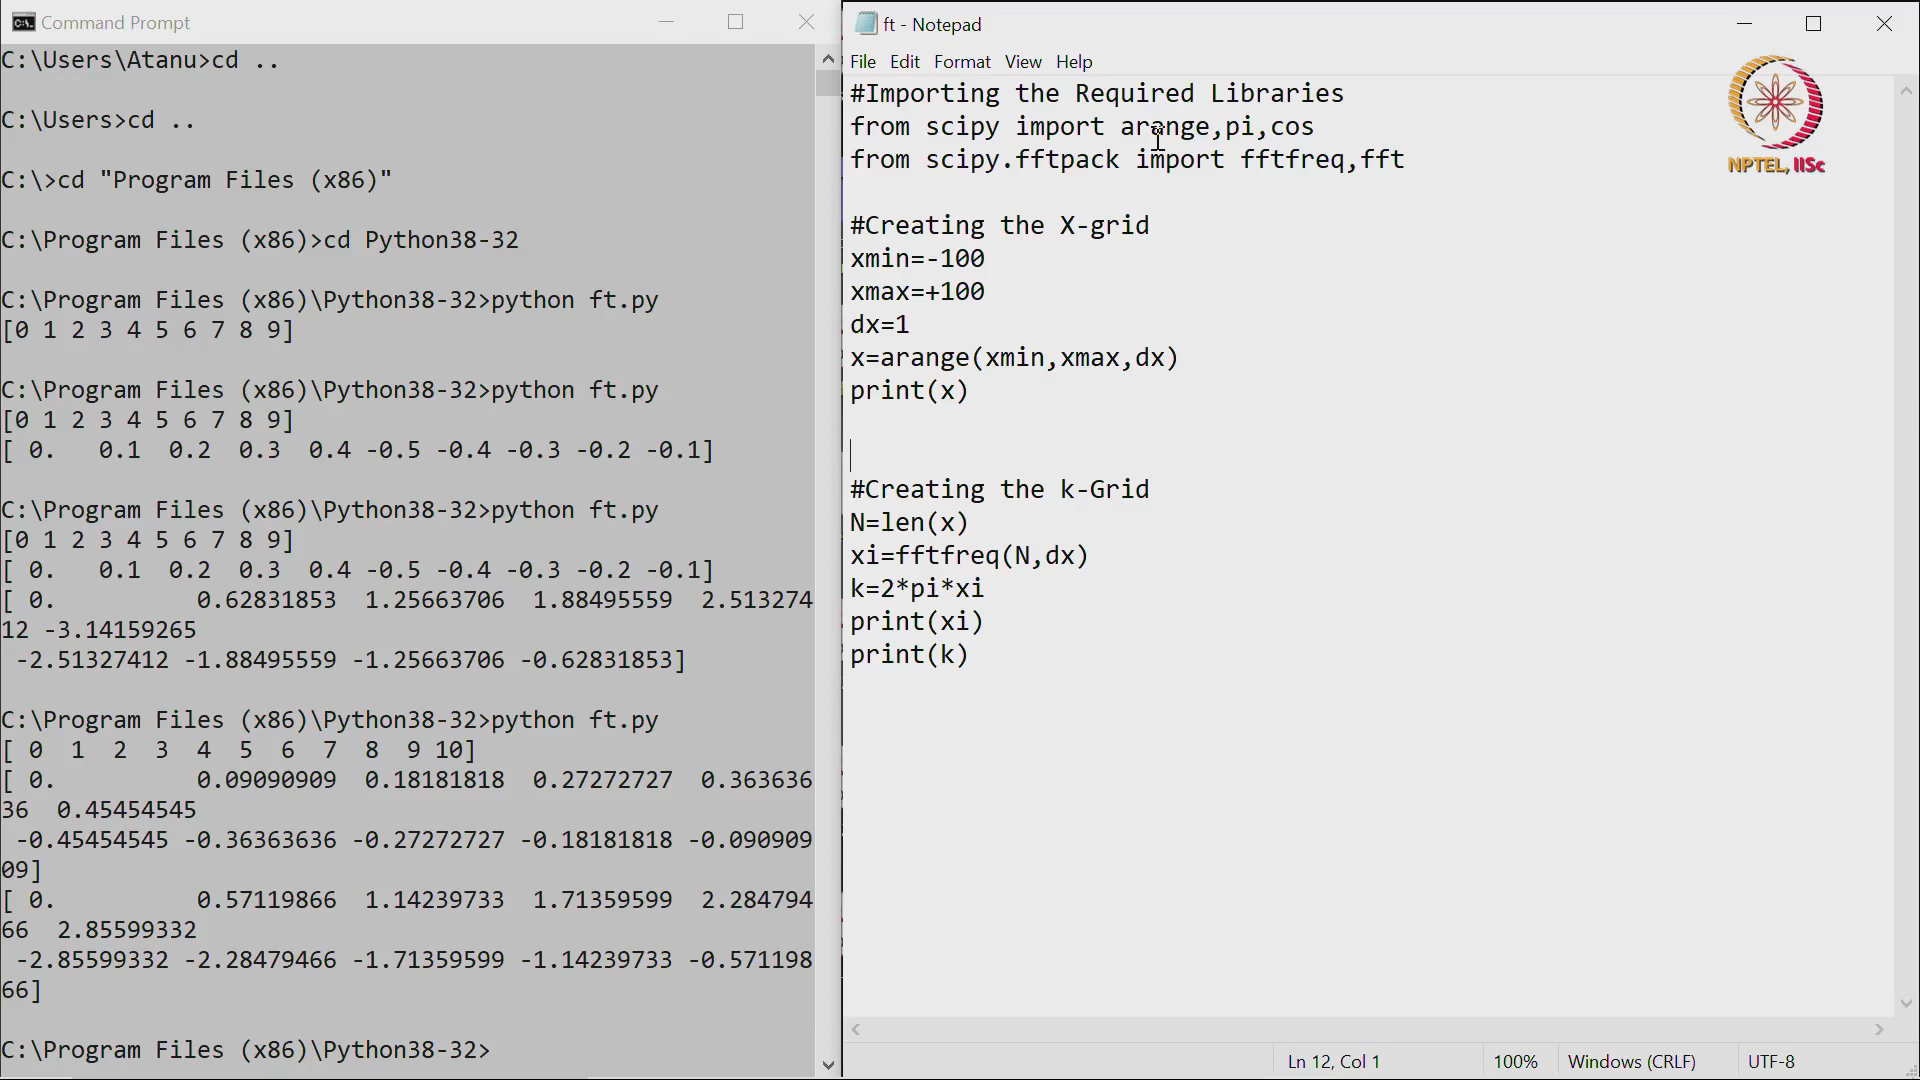 Command Prompt
C:\Users\Atanu>cd ..
C:\Users>cd ..
C:\>cd "Program Files (x86)"
C:\Program Files (x86)>cd Python38-32
C:\Program Files (x86)\Python38-32>python ft.py
[0 1 2 3 4 5 6 7 8 9]
C:\Program Files (x86)\Python38-32>python ft.py
[0 1 2 3 4 5 6 7 8 9]
[ 0.   0.1  0.2  0.3  0.4 -0.5 -0.4 -0.3 -0.2 -0.1]
C:\Program Files (x86)\Python38-32>python ft.py
[0 1 2 3 4 5 6 7 8 9]
[ 0.   0.1  0.2  0.3  0.4 -0.5 -0.4 -0.3 -0.2 -0.1]
[ 0.          0.62831853  1.25663706  1.88495559  2.513274
12 -3.14159265
 -2.51327412 -1.88495559 -1.25663706 -0.62831853]
C:\Program Files (x86)\Python38-32>python ft.py
[ 0  1  2  3  4  5  6  7  8  9 10]
[ 0.          0.09090909  0.18181818  0.27272727  0.363636
36  0.45454545
 -0.45454545 -0.36363636 -0.27272727 -0.18181818 -0.090909
09]
[ 0.          0.57119866  1.14239733  1.71359599  2.284794
66  2.85599332
 -2.85599332 -2.28479466 -1.71359599 -1.14239733 -0.571198
66]
C:\Program Files (x86)\Python38-32>
ft - Notepad
File Edit Format View Help
#Importing the Required Libraries
from scipy import arange,pi,cos
from scipy.fftpack import fftfreq,fft
#Creating the X-grid
xmin=-100
xmax=+100
dx=1
x=arange(xmin,xmax,dx)
print(x)
#Creating the k-Grid
N=len(x)
xi=fftfreq(N,dx)
k=2*pi*xi
print(xi)
print(k)
NPTEL, IISc
Ln 12, Col 1
100%
Windows (CRLF)
UTF-8